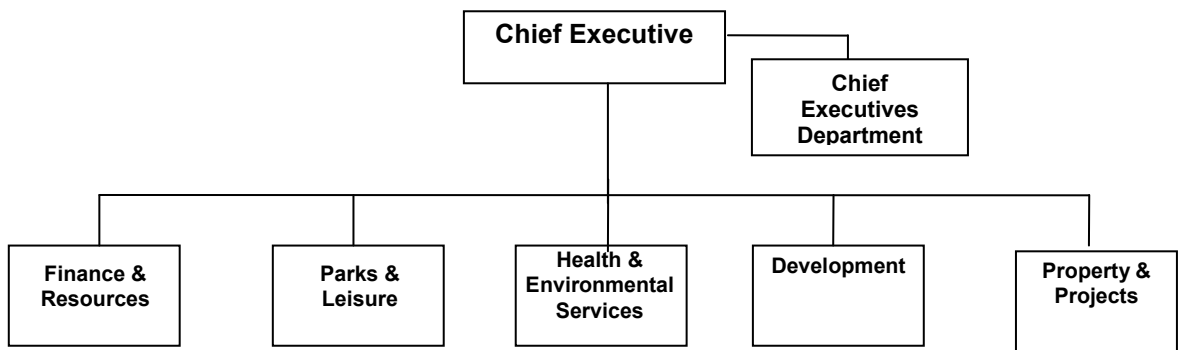 Chief Executive
Chief
Executives
Department
Finance &
Resources
Parks &
Leisure
Health &
Environmental
Services
Development
Property &
Projects